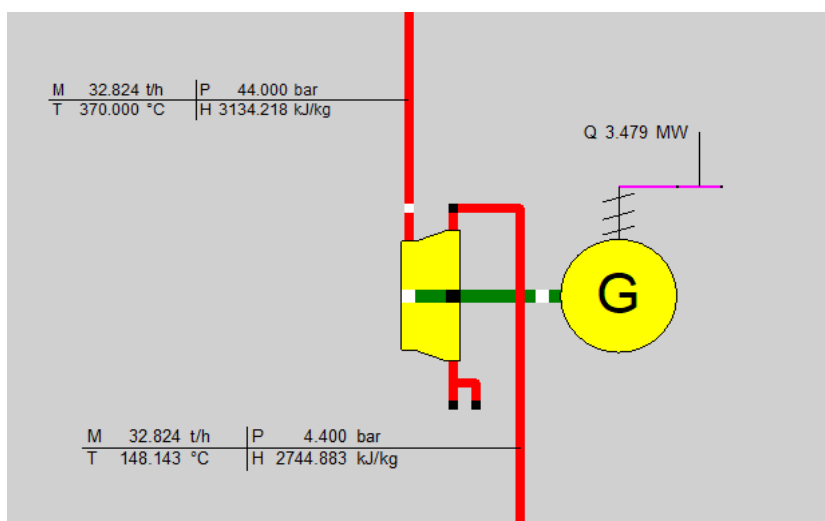 M 32.824 t/h P 44.000 bar
T 370.000 °C H 3134.218 kJ/kg
Q 3.479 MW
G
M 32.824 t/h P 4.400 bar
T 148.143 °C H 2744.883 kJ/kg